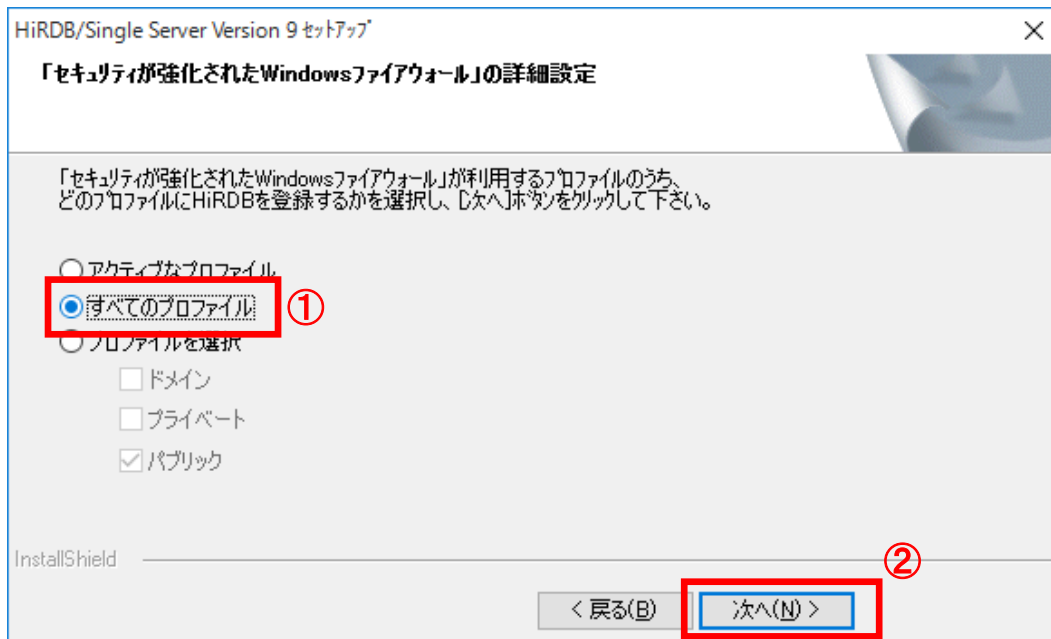 HiRDB/Single Server Version 9 ｾｯﾄｱｯﾌﾟ
「セキュリティが強化されたWindowsファイアウォール」の詳細設定
「セキュリティが強化されたWindowsファイアウォール」が利用するプロファイルのうち、
どのプロファイルにHiRDBを登録するかを選択し、[次へ]ボタンをクリックして下さい。
アクティブなプロファイル
すべてのプロファイル ①
プロファイルを選択
ドメイン
プライベート
パブリック
InstallShield
②
< 戻る(B) 次へ(N) >